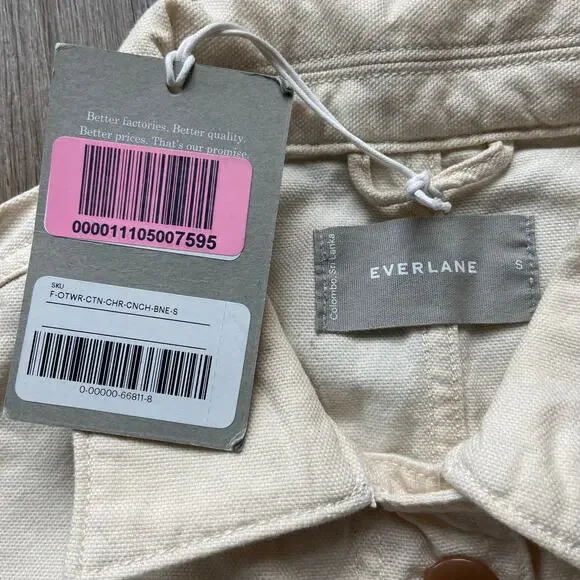 Better factories. Better quality.
Better prices. That's our promise.
000011105007595
SKU
F-OTWR-CTN-CHR-CNCH-BNE-S
0-00000-66811-8
EVERLANE
Colombo, Sri Lanka
S